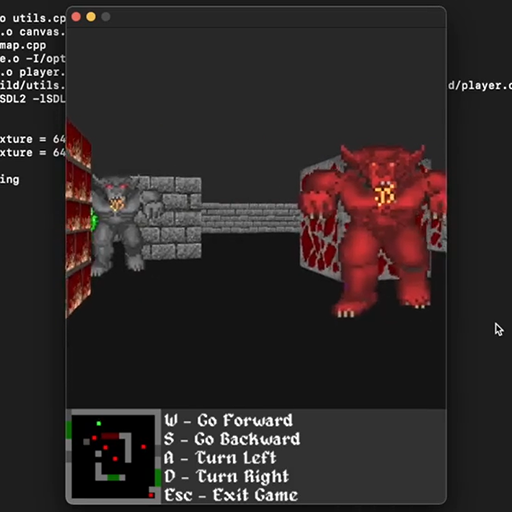 o utils.cp
.o canvas.
map.cpp
e.o -I/opt
.o player.
ild/utils.
d/player.o
SDL2 -lSDL
xture = 64
xture = 64
ing
W - Go Forward
S - Go Backward
A - Turn Left
D - Turn Right
Esc - Exit Game